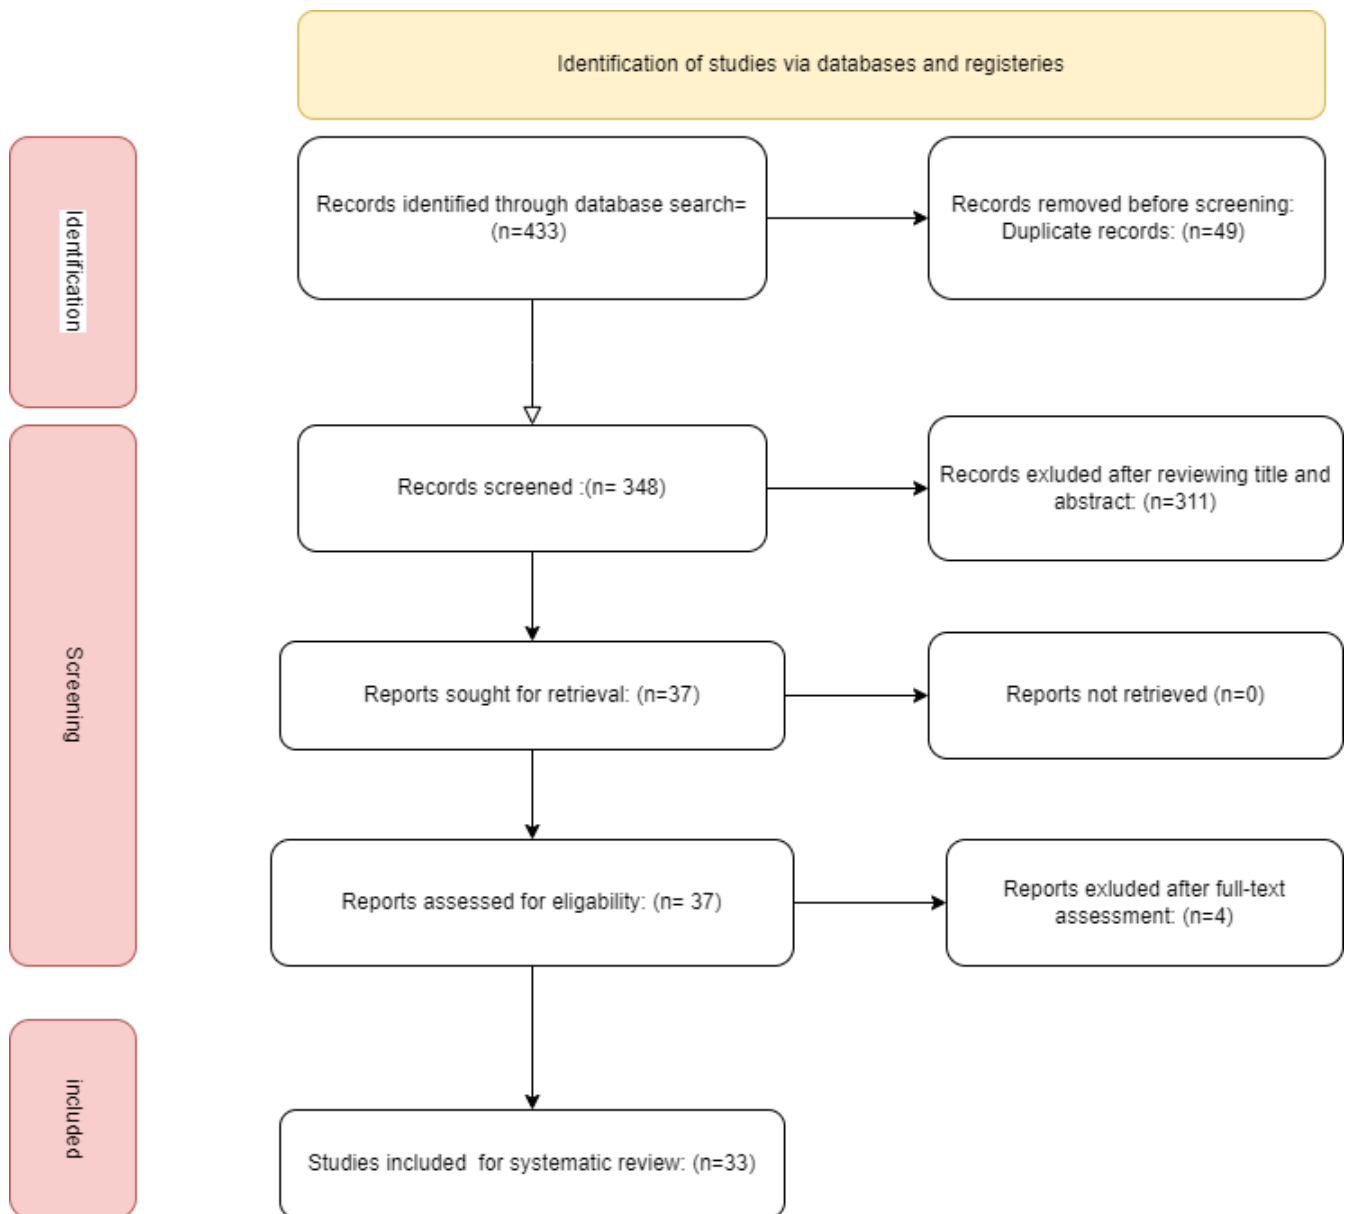 Identification of studies via databases and registeries
Identification
Records identified through database search=
(n=433)
Records removed before screening:
Duplicate records: (n=49)
Screening
Records screened :(n= 348)
Records exluded after reviewing title and
abstract: (n=311)
Reports sought for retrieval: (n=37)
Reports not retrieved (n=0)
Reports assessed for eligability: (n= 37)
Reports exluded after full-text
assessment: (n=4)
included
Studies included  for systematic review: (n=33)